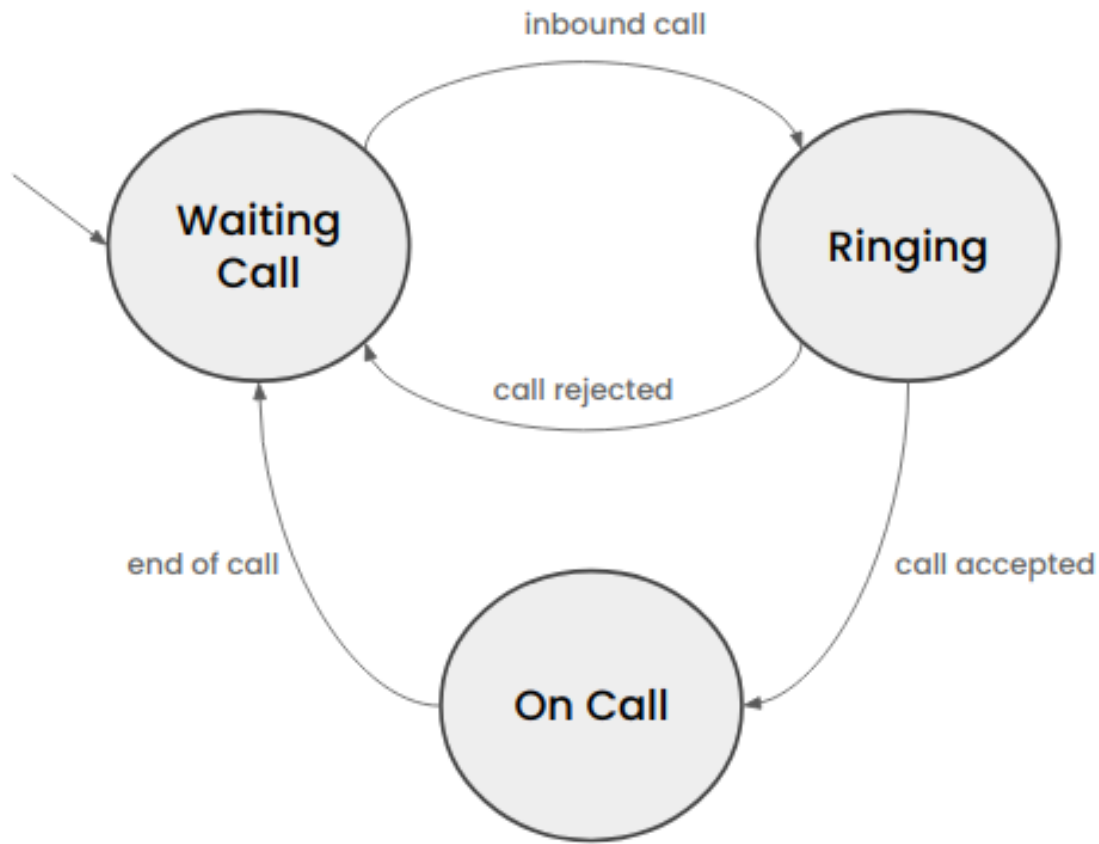 inbound call
Waiting
Call
Ringing
call rejected
end of call
call accepted
On Call